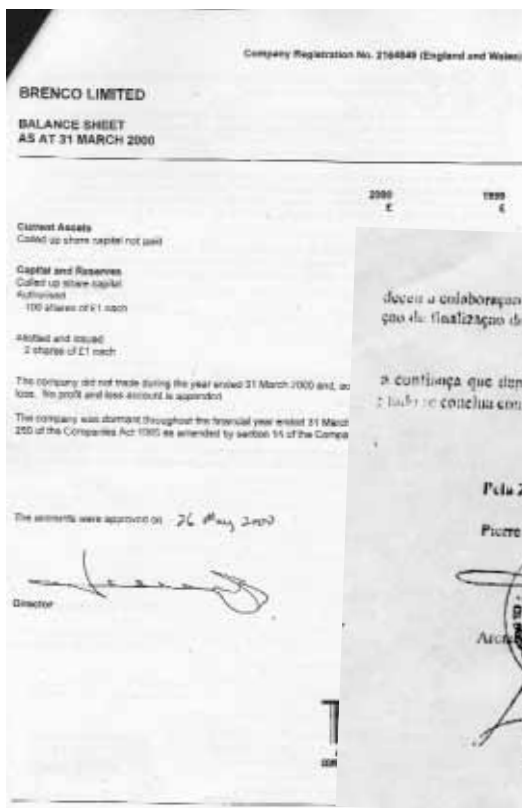 Company Registration No. 2164849 (England and Wales)
BRENCO LIMITED
BALANCE SHEET
AS AT 31 MARCH 2000
2000
£
1999
£
Current Assets
Called up share capital not paid
Capital and Reserves
Called up share capital
Authorised
100 shares of £1 each
Allotted and issued
2 shares of £1 each
The company did not trade during the year ended 31 March 2000 and,
loss. No profit and loss account is appended
The company was dormant throughout the financial year ended 31 March
250 of the Companies Act 1985 as amended by section 14 of the Compa
The accounts were approved on 26 May 2000
Director
a colaboração
ção de finalização d
a confiança que
conclua com
Pela
Pierre